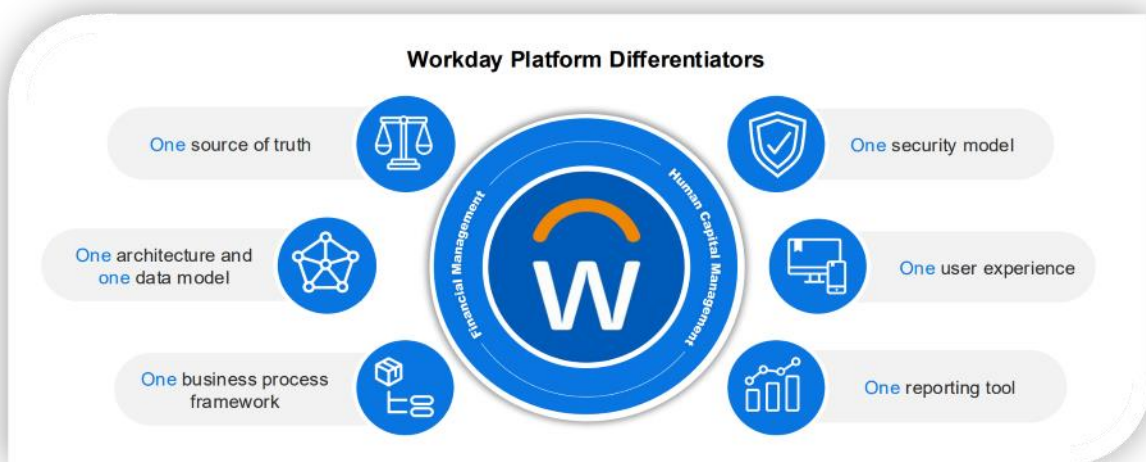 Workday Platform Differentiators
One source of truth
One architecture and
one data model
One business process
framework
Financial Management
Human Capital Management
W
One security model
One user experience
One reporting tool